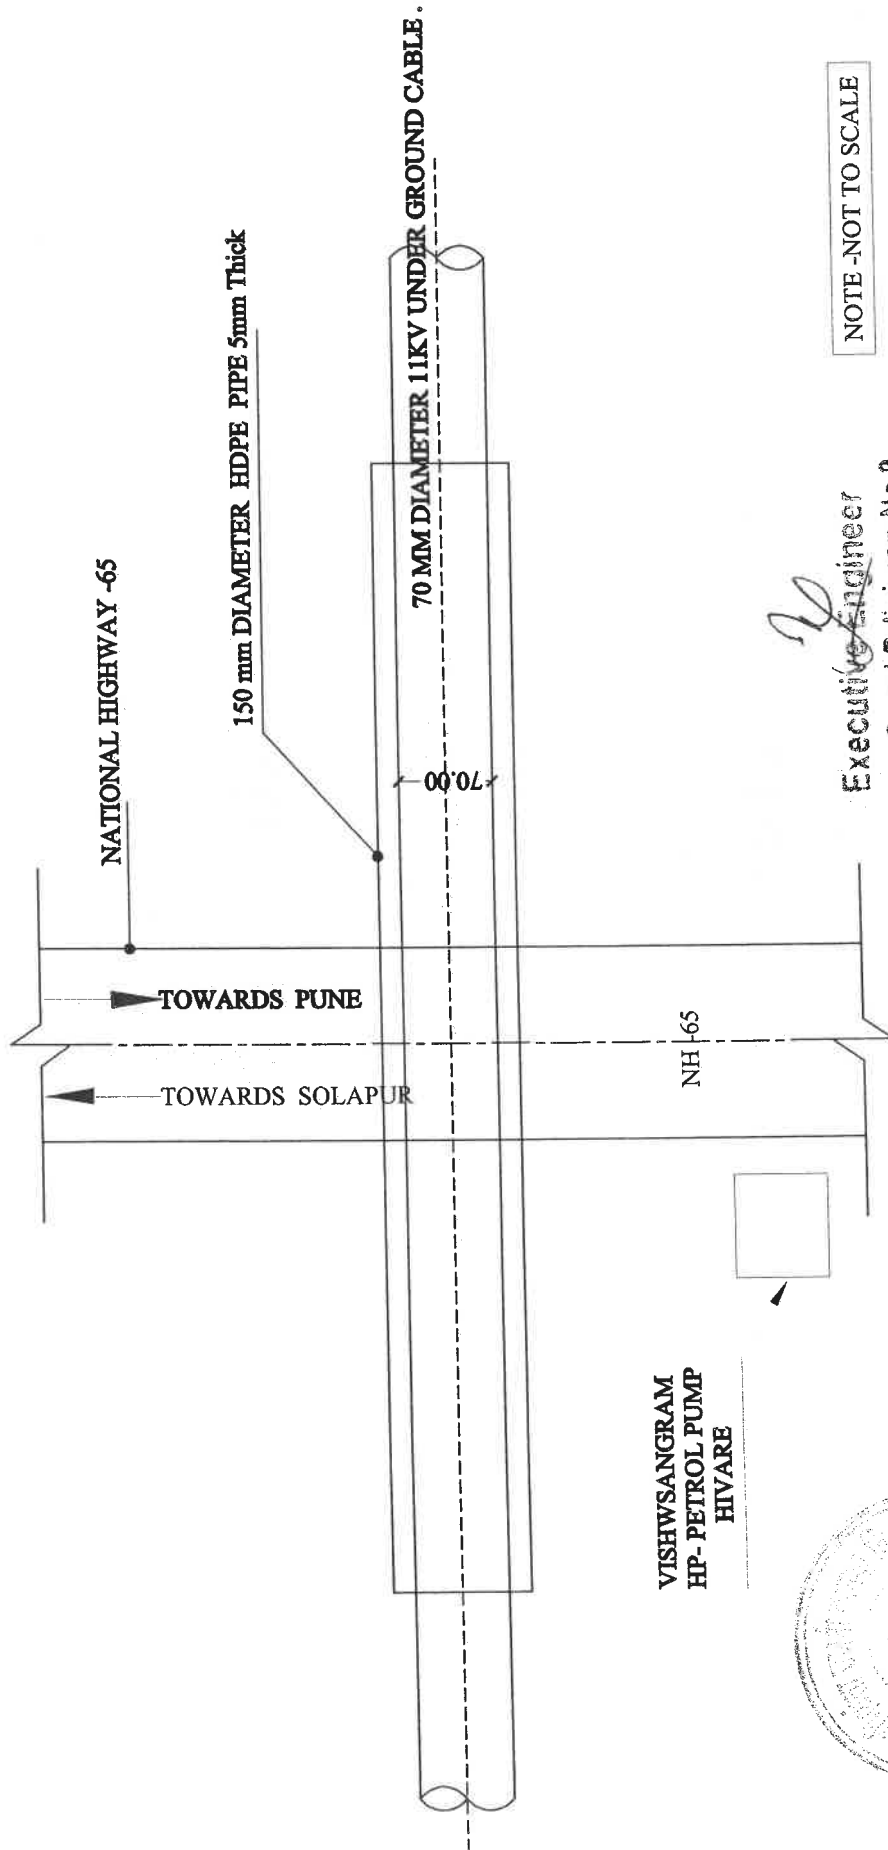 NATIONAL HIGHWAY -65
150 mm DIAMETER HDPE PIPE 5mm Thick
70 MM DIAMETER 11KV UNDER GROUND CABLE .
70.00
TOWARDS PUNE
TOWARDS SOLAPUR
NH -65
VISHWSANGRAM
HP- PETROL PUMP
HIVARE
NOTE -NOT TO SCALE
Executive Engineer